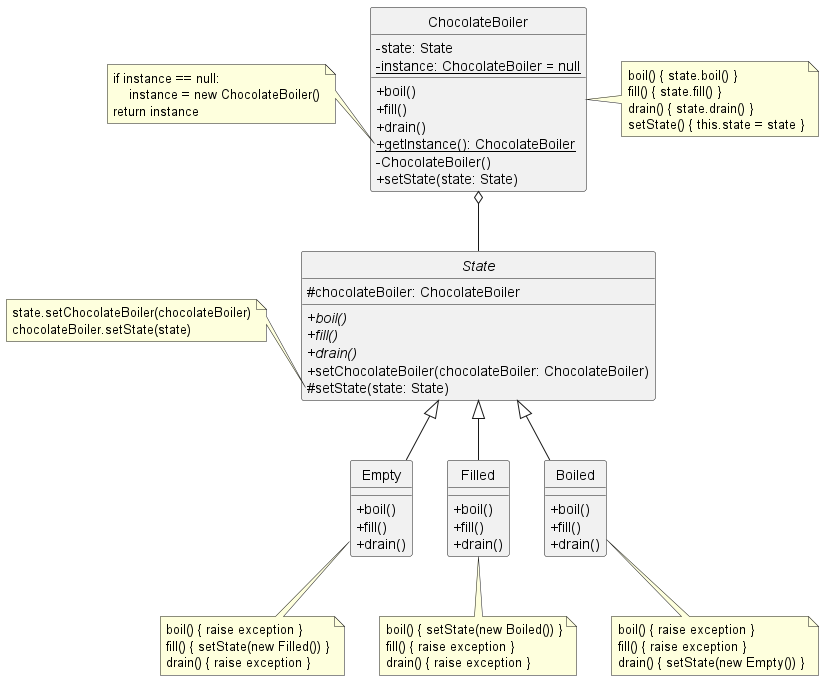 ChocolateBoiler
-state: State
-instance: ChocolateBoiler = null
+boil()
+fill()
+drain()
+getInstance(): ChocolateBoiler
-ChocolateBoiler()
+setState(state: State)
if instance == null:
instance = new ChocolateBoiler()
return instance
boil() { state.boil() }
fill() { state.fill() }
drain() { state.drain() }
setState() { this.state = state }
State
#chocolateBoiler: ChocolateBoiler
+boil()
+fill()
+drain()
+setChocolateBoiler(chocolateBoiler: ChocolateBoiler)
#setState(state: State)
state.setChocolateBoiler(chocolateBoiler)
chocolateBoiler.setState(state)
Empty
+boil()
+fill()
+drain()
Filled
+boil()
+fill()
+drain()
Boiled
+boil()
+fill()
+drain()
boil() { raise exception }
fill() { setState(new Filled()) }
drain() { raise exception }
boil() { setState(new Boiled()) }
fill() { raise exception }
drain() { raise exception }
boil() { raise exception }
fill() { raise exception }
drain() { setState(new Empty()) }